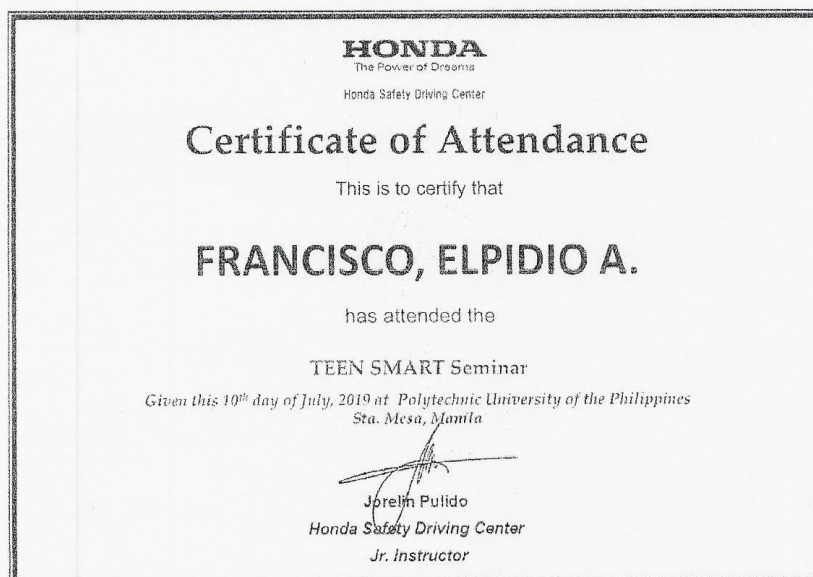 HONDA
The Power of Dreams
Honda Safety Driving Center
Certificate of Attendance
This is to certify that
FRANCISCO, ELPIDIO A.
has attended the
TEEN SMART Seminar
Given this 10th day of July, 2019 at Polytechnic University of the Philippines
Sta. Mesa, Manila
Jorelin Pulido
Honda Safety Driving Center
Jr. Instructor